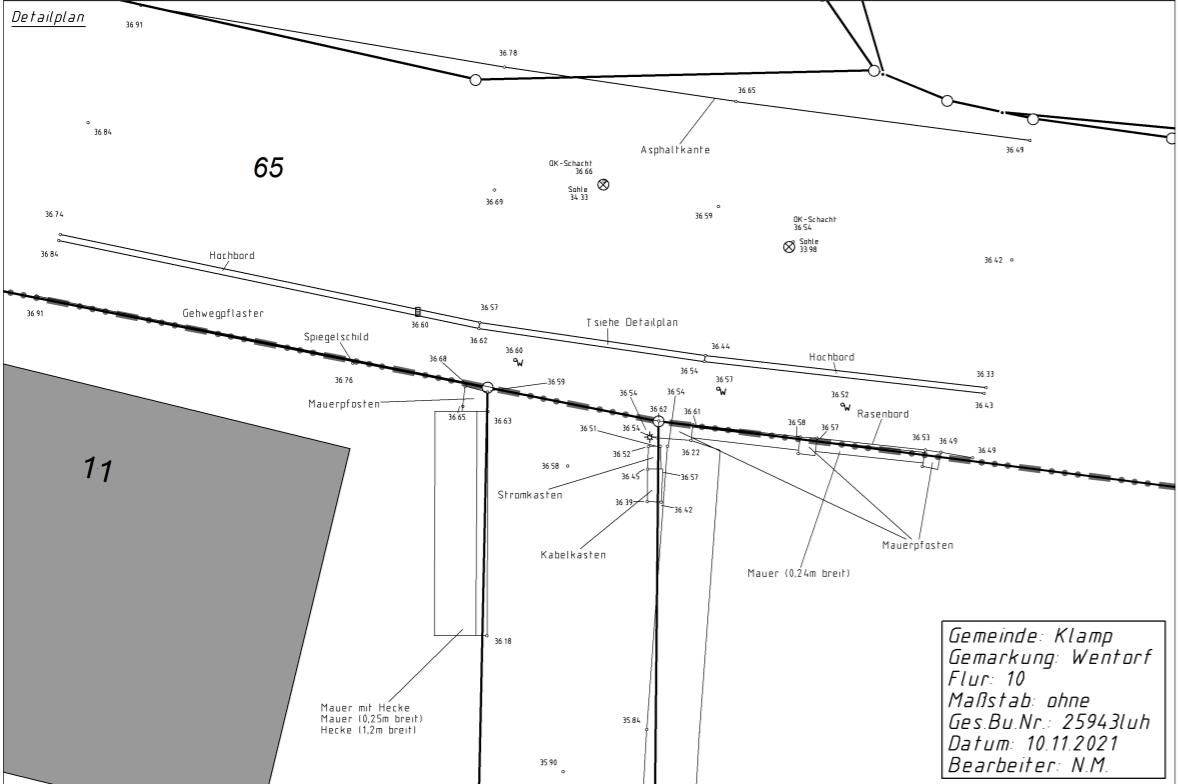 Detailplan
36.91
36.78
36.65
36.84
Asphaltkante
36.49
65
OK-Schacht
36.66
Sohle
34.33
36.69
36.59
36.74
OK-Schacht
36.54
Sohle
33.98
36.84
Hochbord
36.42
36.91
Gehwegpflaster
36.57
36.60
T siehe Detailplan
Spiegelschild
36.62
36.60
W
36.44
Hochbord
36.68
36.54
36.76
36.59
36.57
W
36.33
Mauerpfosten
36.54
36.54
36.52
W
36.43
36.65
36.63
36.62
36.61
Rasenbord
36.51
36.54
36.58
36.57
36.52
36.22
36.53
36.49
36.49
11
36.58
36.45
36.57
Stromkasten
36.39
36.42
Kabelkasten
Mauerpfosten
Mauer (0,24m breit)
36.18
Mauer mit Hecke
Mauer (0,25m breit)
Hecke (1,2m breit)
35.84
35.90
Gemeinde: Klamp
Gemarkung: Wentorf
Flur: 10
Maßstab: ohne
Ges.Bu.Nr.: 25943luh
Datum: 10.11.2021
Bearbeiter: N.M.